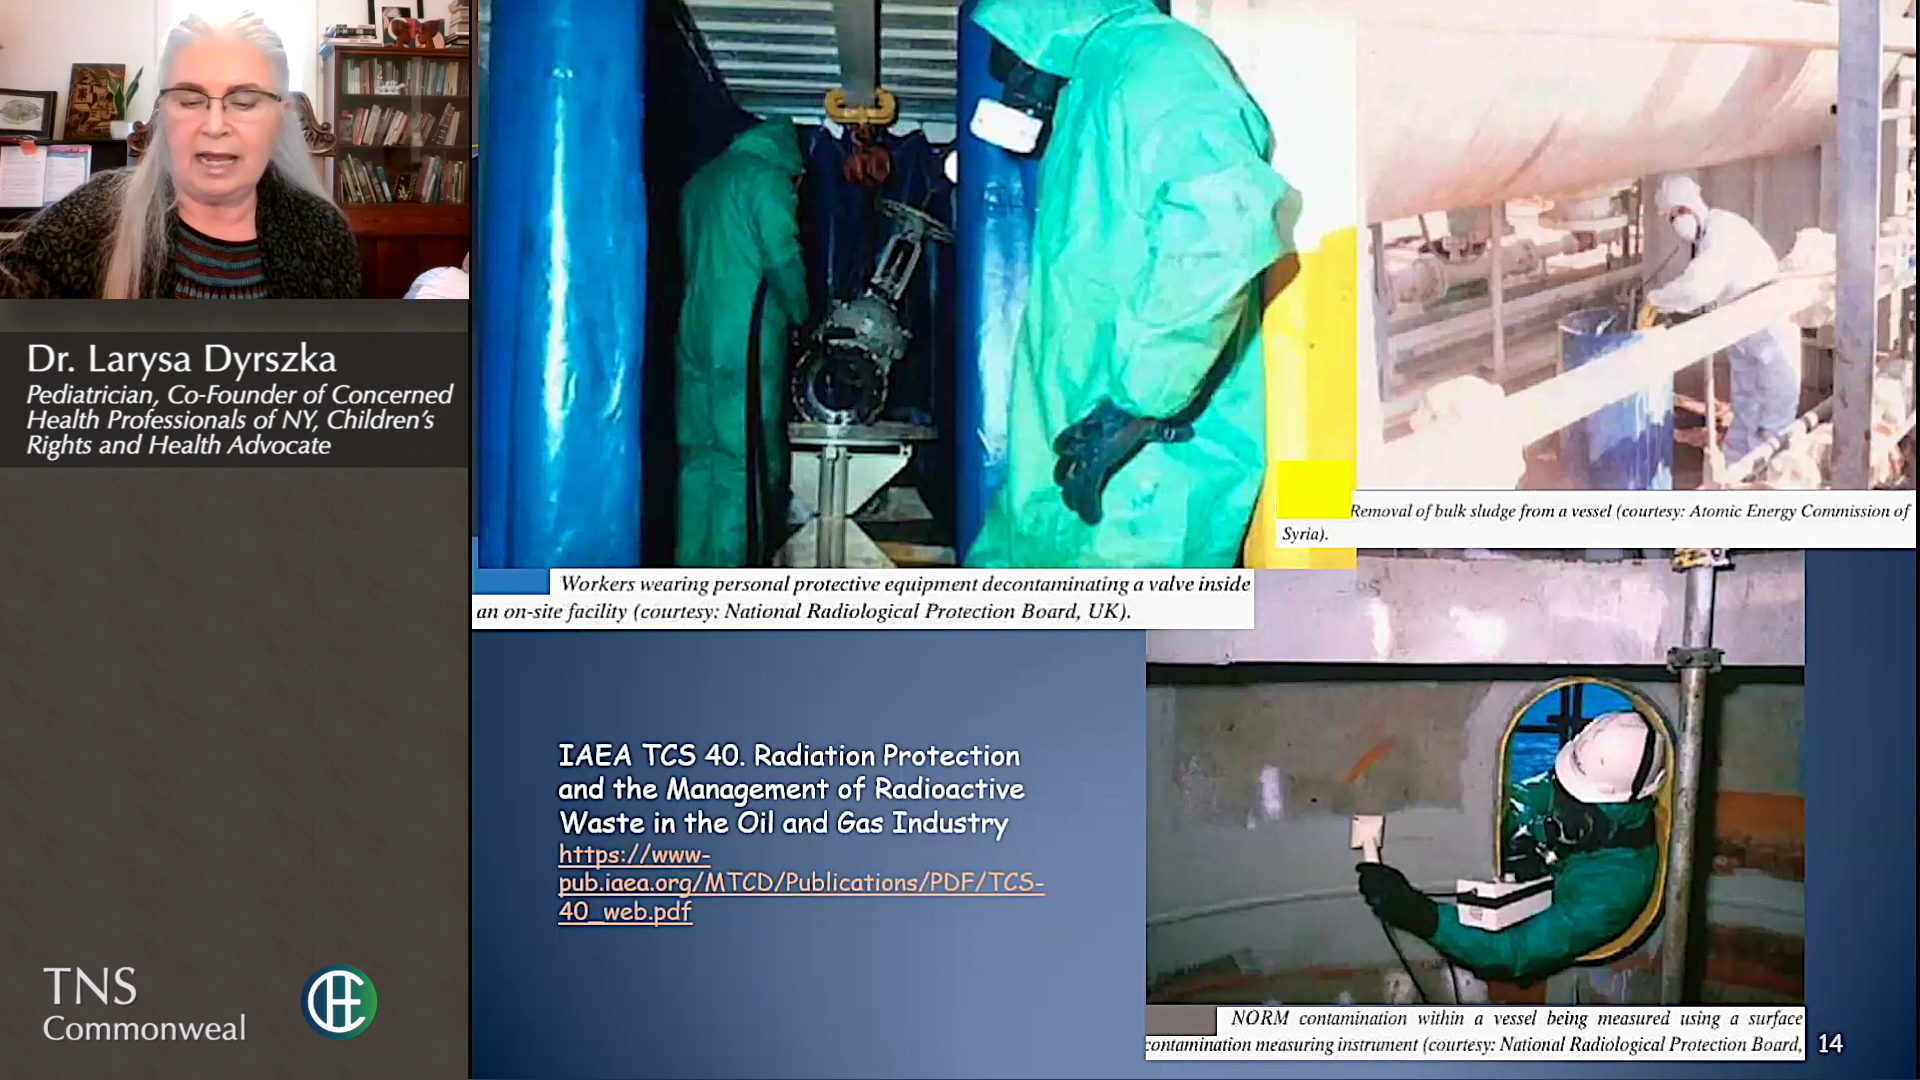 Dr. Larysa Dyrszka
Pediatrician, Co-Founder of Concerned
Health Professionals of NY, Children's
Rights and Health Advocate
TNS
Commonweal
CHE
Workers wearing personal protective equipment decontaminating a valve inside
an on-site facility (courtesy: National Radiological Protection Board, UK).
Removal of bulk sludge from a vessel (courtesy: Atomic Energy Commission of
Syria).
IAEA TCS 40. Radiation Protection
and the Management of Radioactive
Waste in the Oil and Gas Industry
https://www-
pub.iaea.org/MTCD/Publications/PDF/TCS-
40_web.pdf
NORM contamination within a vessel being measured using a surface
contamination measuring instrument (courtesy: National Radiological Protection Board,
14